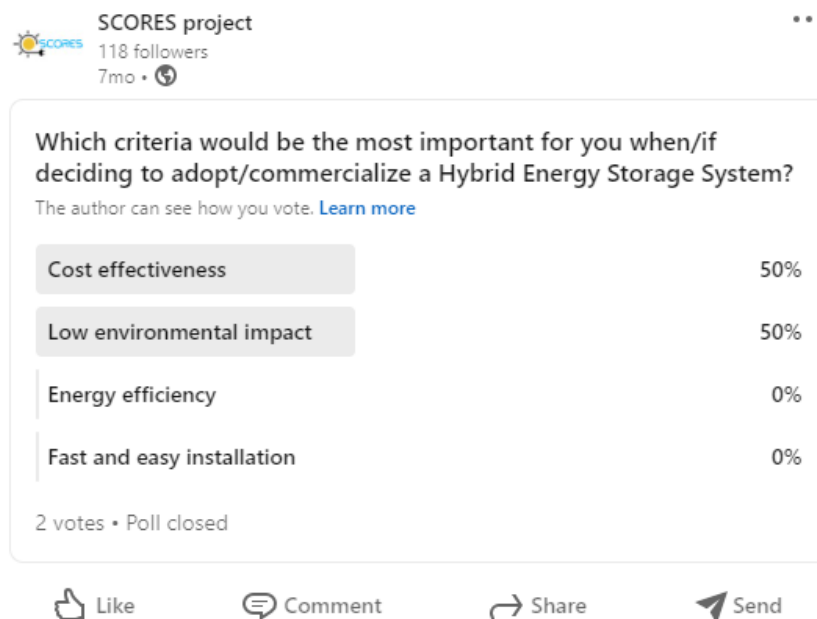 SCORES project
SCORES
118 followers
7mo •
Which criteria would be the most important for you when/if
deciding to adopt/commercialize a Hybrid Energy Storage System?
The author can see how you vote. Learn more
Cost effectiveness 50%
Low environmental impact 50%
Energy efficiency 0%
Fast and easy installation 0%
2 votes • Poll closed
Like Comment Share Send